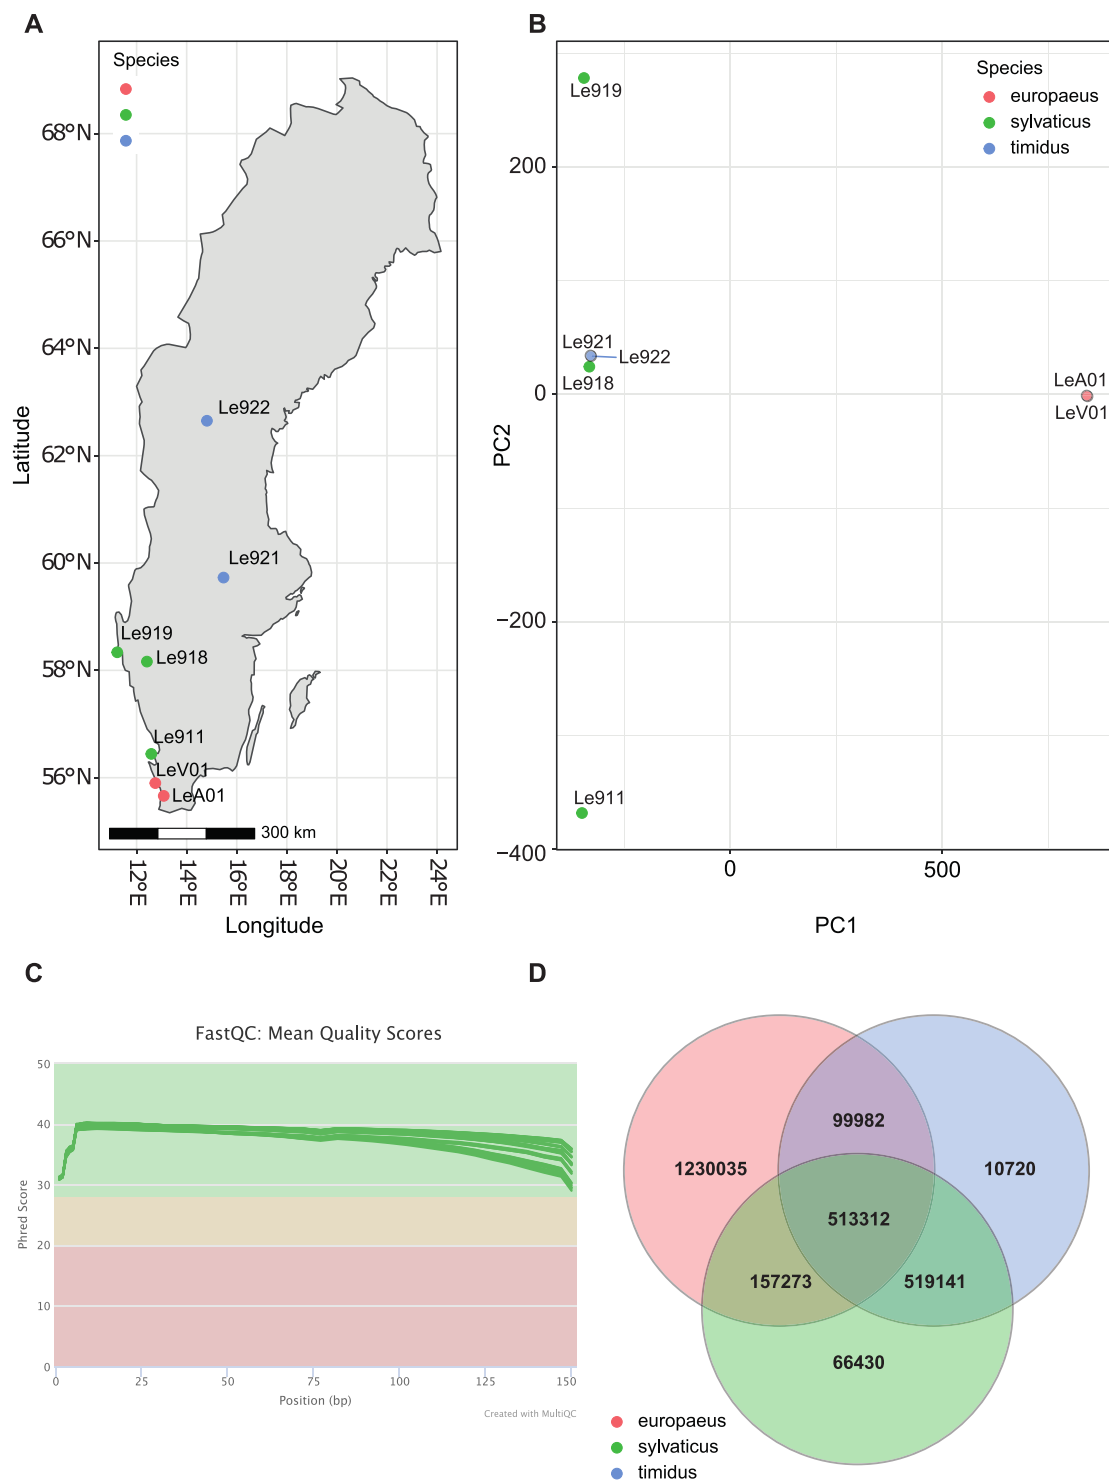 A
Species
68°N
66°N
64°N
62°N
60°N
58°N
56°N
Latitude
Le922
Le921
Le919
Le918
Le911
LeV01
LeA01
300 km
12°E
14°E
16°E
18°E
20°E
22°E
24°E
Longitude
B
Species
europaeus
sylvaticus
timidus
Le919
200
Le921
Le922
Le918
0
LeA01
LeV01
PC2
−200
Le911
−400
0
500
PC1
C
FastQC: Mean Quality Scores
50
40
30
20
10
0
Phred Score
0
25
50
75
100
125
150
Position (bp)
Created with MultiQC
D
99982
1230035
10720
513312
157273
519141
66430
europaeus
sylvaticus
timidus